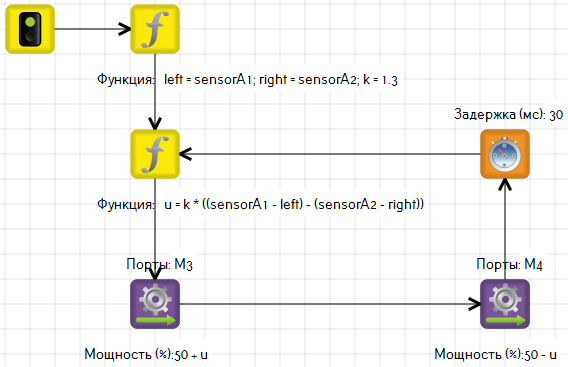 Функция: left = sensorA1; right = sensorA2; k = 1.3
Задержка (мс): 30
Функция: u = k * ((sensorA1 - left) - (sensorA2 - right))
Порты: M3
Порты: M4
Мощность (%):50 + u
Мощность (%):50 - u